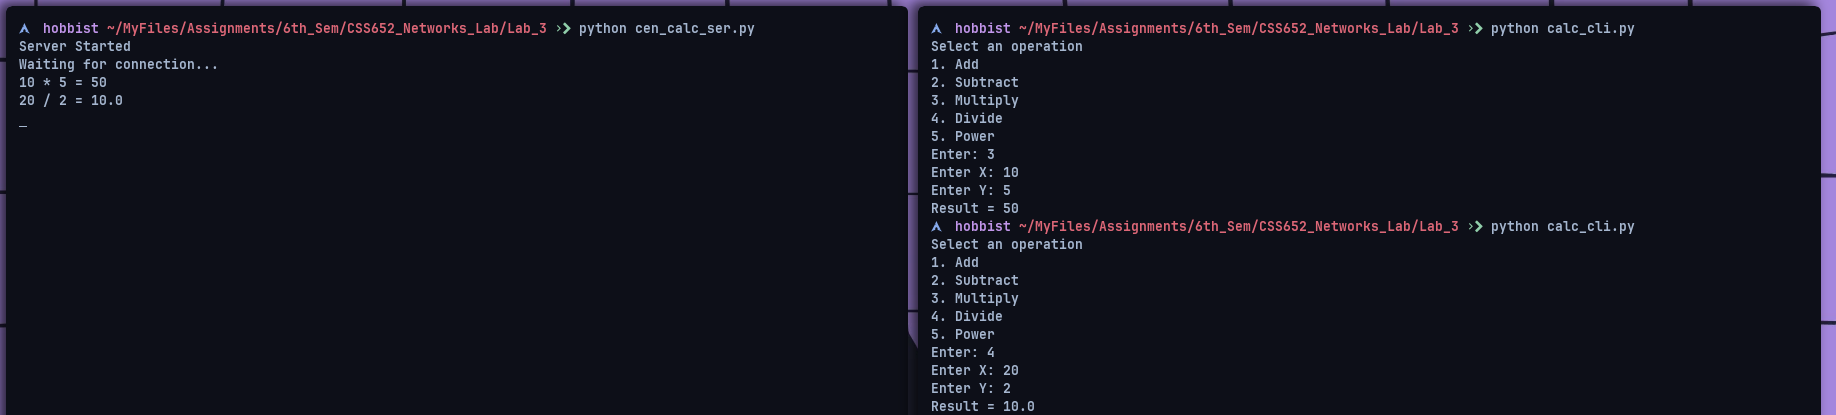 hobbist ~/MyFiles/Assignments/6th_Sem/CSS652_Networks_Lab/Lab_3 ›❯ python cen_calc_ser.py
Server Started
Waiting for connection...
10 * 5 = 50
20 / 2 = 10.0
_
hobbist ~/MyFiles/Assignments/6th_Sem/CSS652_Networks_Lab/Lab_3 ›❯ python calc_cli.py
Select an operation
1. Add
2. Subtract
3. Multiply
4. Divide
5. Power
Enter: 3
Enter X: 10
Enter Y: 5
Result = 50
hobbist ~/MyFiles/Assignments/6th_Sem/CSS652_Networks_Lab/Lab_3 ›❯ python calc_cli.py
Select an operation
1. Add
2. Subtract
3. Multiply
4. Divide
5. Power
Enter: 4
Enter X: 20
Enter Y: 2
Result = 10.0